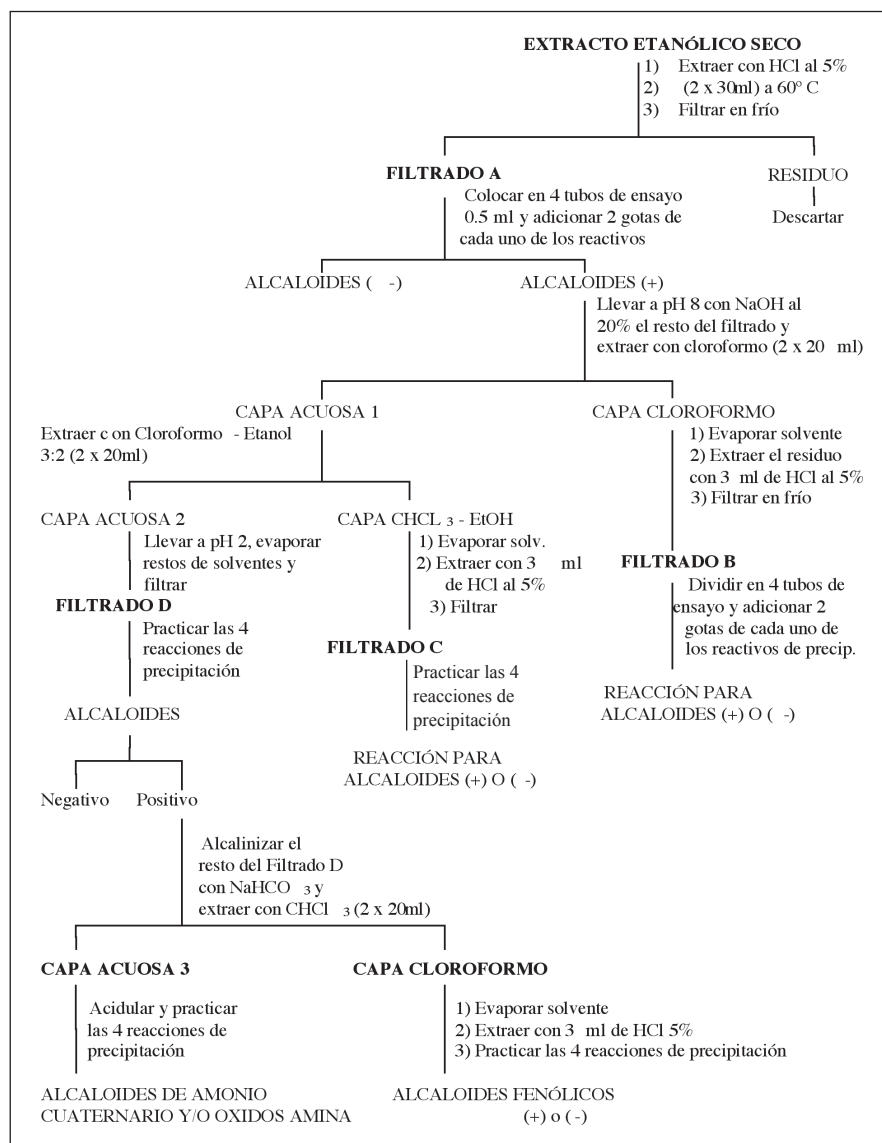 EXTRACTO ETANÓLICO SECO
1) Extraer con HCl al 5%
2) (2 x 30ml) a 60° C
3) Filtrar en frío
FILTRADO A
Colocar en 4 tubos de ensayo
0.5 ml y adicionar 2 gotas de
cada uno de los reactivos
RESIDUO
Descartar
ALCALOIDES ( -)
ALCALOIDES (+)
Llevar a pH 8 con NaOH al
20% el resto del filtrado y
extraer con cloroformo (2 x 20 ml)
CAPA ACUOSA 1
Extraer c on Cloroformo - Etanol
3:2 (2 x 20ml)
CAPA CLOROFORMO
1) Evaporar solvente
2) Extraer el residuo
con 3 ml de HCl al 5%
3) Filtrar en frío
CAPA ACUOSA 2
Llevar a pH 2, evaporar
restos de solventes y
filtrar
CAPA CHCL 3 - EtOH
1) Evaporar solv.
2) Extraer con 3 ml
de HCl al 5%
3) Filtrar
FILTRADO B
Dividir en 4 tubos de
ensayo y adicionar 2
gotas de cada uno de
los reactivos de precip.
FILTRADO D
Practicar las 4
reacciones de
precipitación
FILTRADO C
Practicar las 4
reacciones de
precipitación
REACCIÓN PARA
ALCALOIDES (+) O ( -)
ALCALOIDES
REACCIÓN PARA
ALCALOIDES (+) O ( -)
Negativo
Positivo
Alcalinizar el
resto del Filtrado D
con NaHCO 3 y
extraer con CHCl 3 (2 x 20ml)
CAPA ACUOSA 3
Acidular y practicar
las 4 reacciones de
precipitación
CAPA CLOROFORMO
1) Evaporar solvente
2) Extraer con 3 ml de HCl 5%
3) Practicar las 4 reacciones de precipitación
ALCALOIDES DE AMONIO
CUATERNARIO Y/O OXIDOS AMINA
ALCALOIDES FENÓLICOS
(+) o ( -)